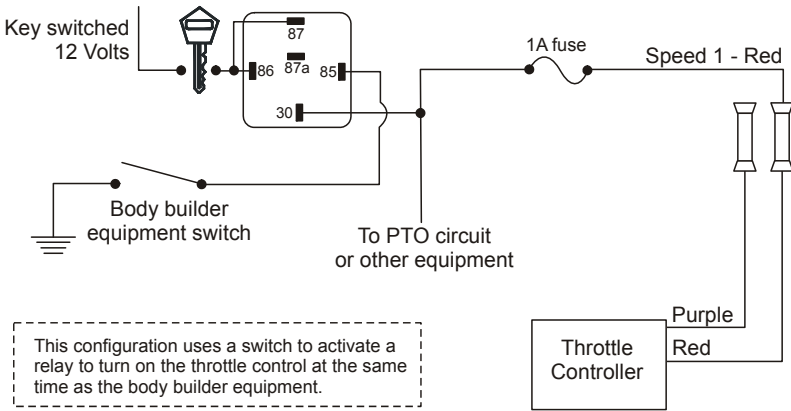 Key switched
12 Volts
87
86
87a
85
30
1A fuse
Speed 1 - Red
Body builder
equipment switch
To PTO circuit
or other equipment
Purple
Red
Throttle
Controller
This configuration uses a switch to activate a
relay to turn on the throttle control at the same
time as the body builder equipment.